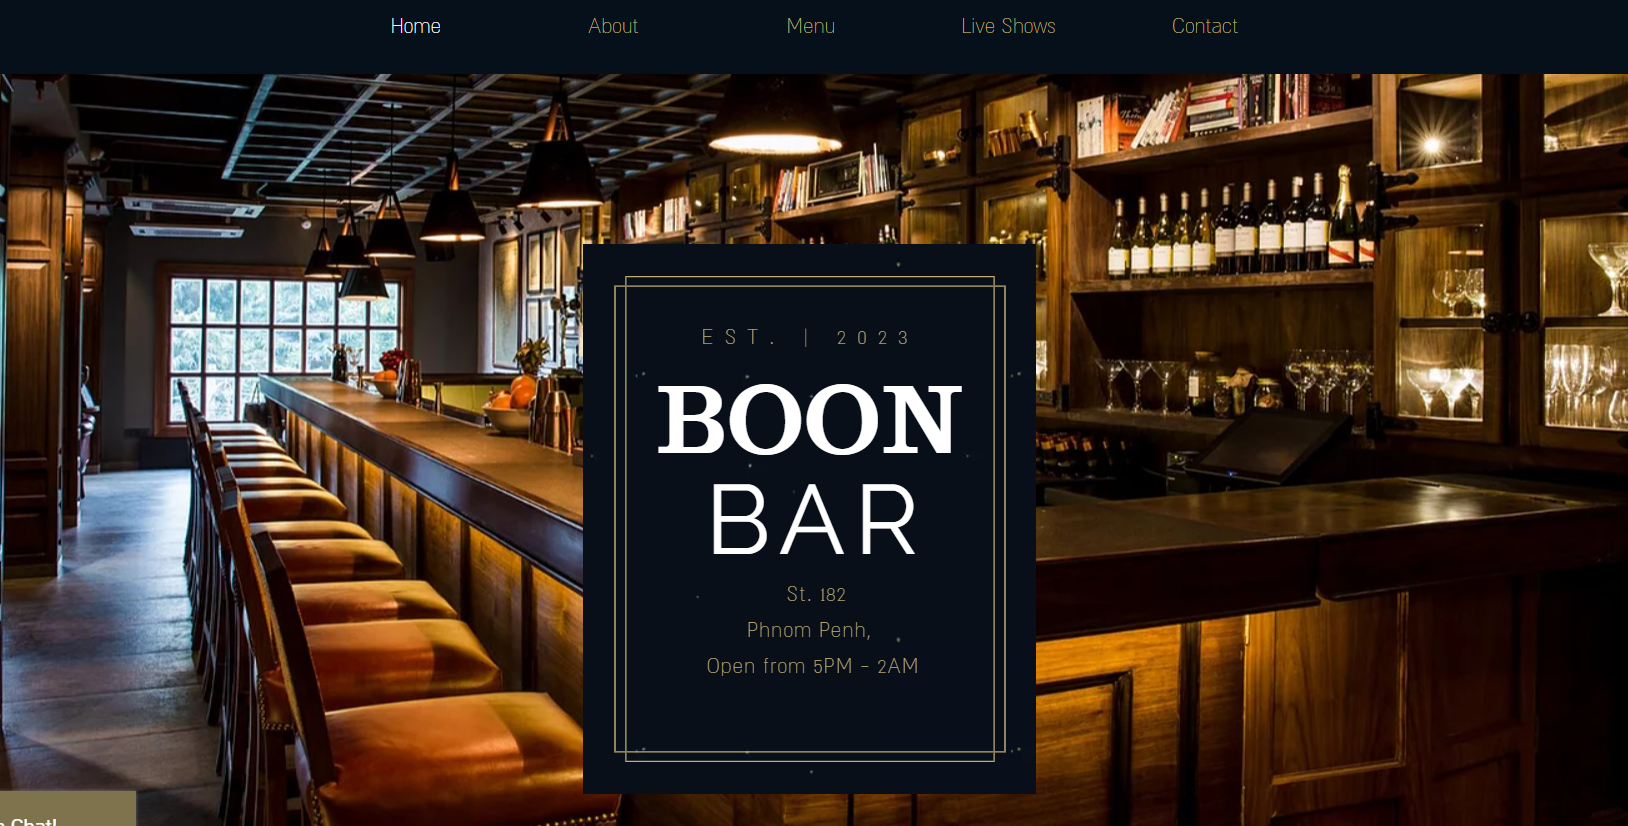 Home
About
Menu
Live Shows
Contact
EST. | 2023
BOON
BAR
St. 182
Phnom Penh,
Open from 5PM - 2AM
Chat!